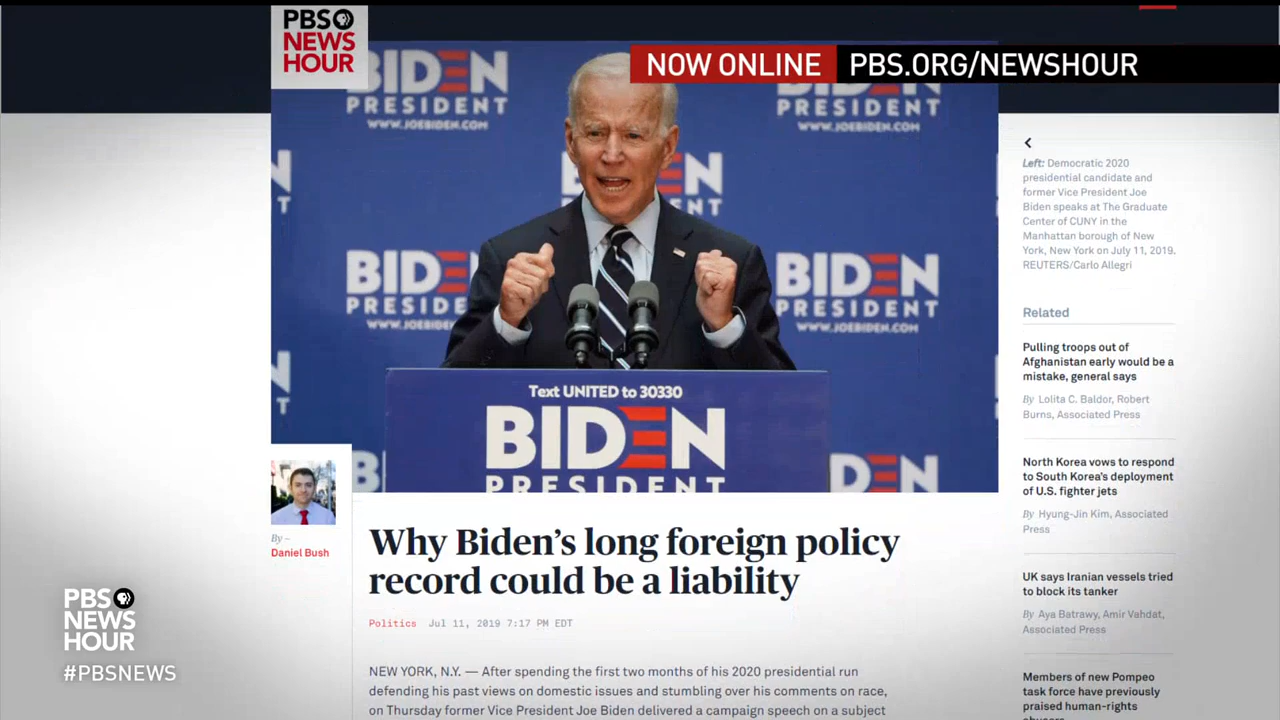 PBS
NEWS
HOUR
NOW ONLINE
PBS.ORG/NEWSHOUR
BIDEN
PRESIDENT
WWW.JOEBIDEN.COM
PRESIDENT
WWW.JOEBIDEN.COM
BIDEN
PRESIDENT
WWW.JOEBIDEN.COM
Text UNITED to 30330
BIDEN
PRESIDENT
Left: Democratic 2020
presidential candidate and
former Vice President Joe
Biden speaks at The Graduate
Center of CUNY in the
Manhattan borough of New
York, New York on July 11, 2019.
REUTERS/Carlo Allegri
Related
Pulling troops out of
Afghanistan early would be a
mistake, general says
By Lolita C. Baldor, Robert
Burns, Associated Press
North Korea vows to respond
to South Korea's deployment
of U.S. fighter jets
By Hyung-Jin Kim, Associated
Press
UK says Iranian vessels tried
to block its tanker
By Aya Batrawy, Amir Vahdat,
Associated Press
Members of new Pompeo
task force have previously
praised human-rights
By –
Daniel Bush
Why Biden’s long foreign policy
record could be a liability
Politics Jul 11, 2019 7:17 PM EDT
NEW YORK, N.Y. — After spending the first two months of his 2020 presidential run
defending his past views on domestic issues and stumbling over his comments on race,
on Thursday former Vice President Joe Biden delivered a campaign speech on a subject
PBS
NEWS
HOUR
#PBSNEWS